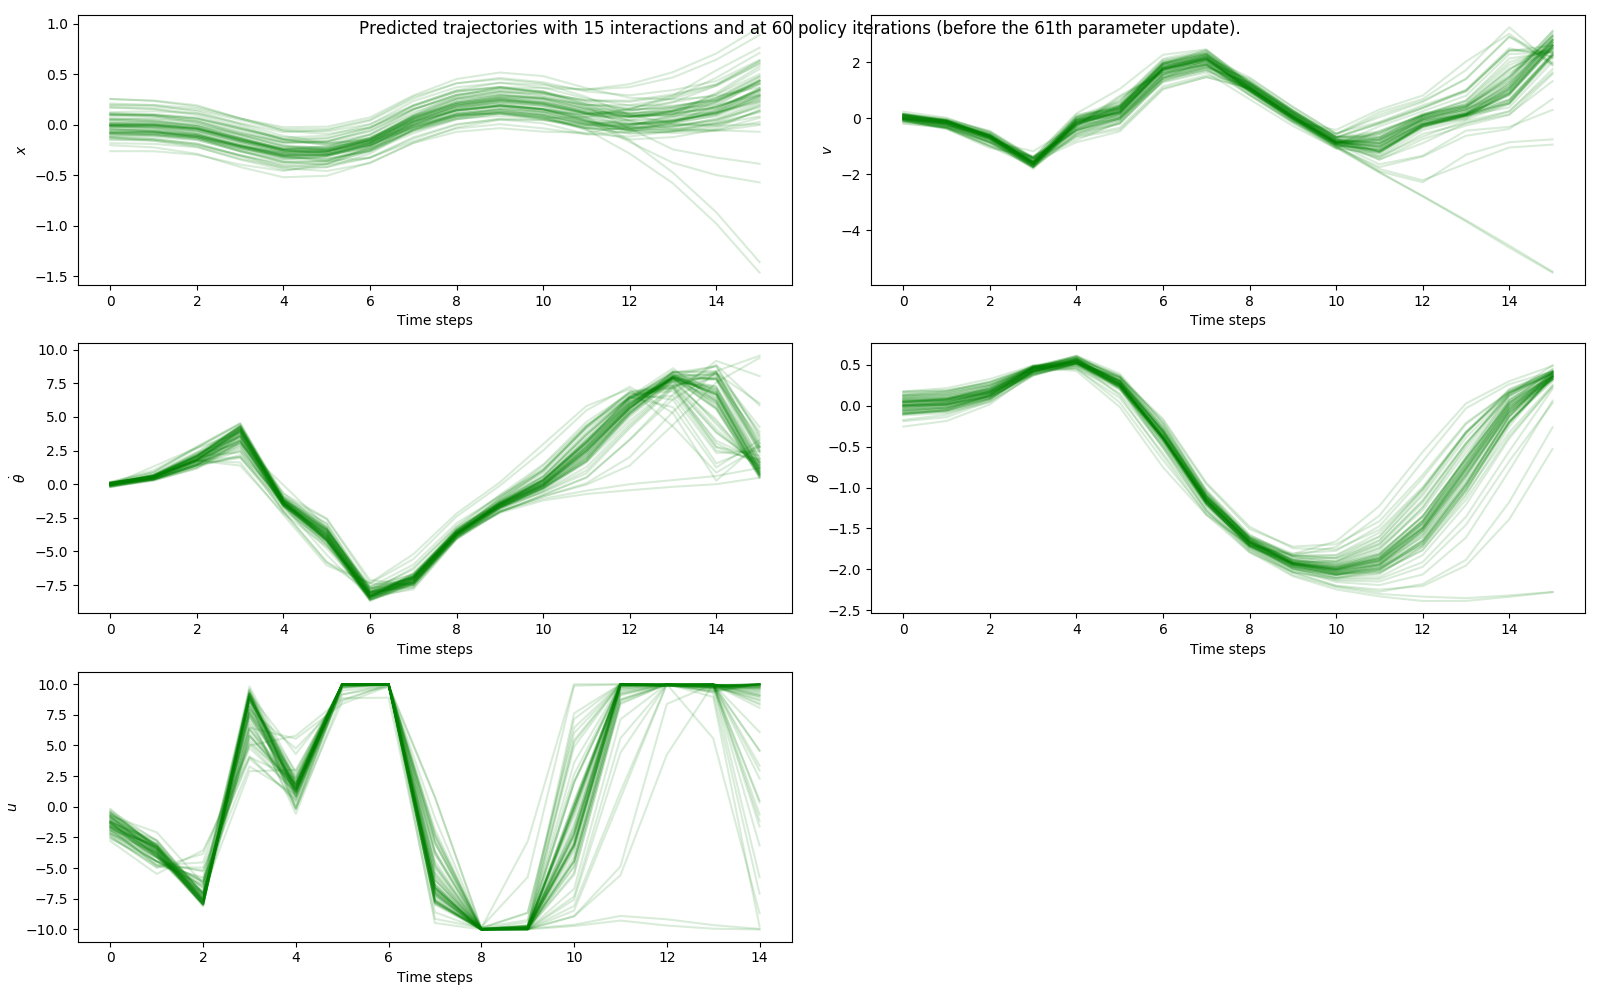 Predicted trajectories with 15 interactions and at 60 policy iterations (before the 61th parameter update).
1.0
0.5
0.0
−0.5
−1.0
−1.5
x
0 2 4 6 8 10 12 14
Time steps
2
0
−2
−4
v
0 2 4 6 8 10 12 14
Time steps
10.0
7.5
5.0
2.5
0.0
−2.5
−5.0
−7.5
θ̇
0 2 4 6 8 10 12 14
Time steps
0.5
0.0
−0.5
−1.0
−1.5
−2.0
−2.5
θ
0 2 4 6 8 10 12 14
Time steps
10.0
7.5
5.0
2.5
0.0
−2.5
−5.0
−7.5
−10.0
u
0 2 4 6 8 10 12 14
Time steps